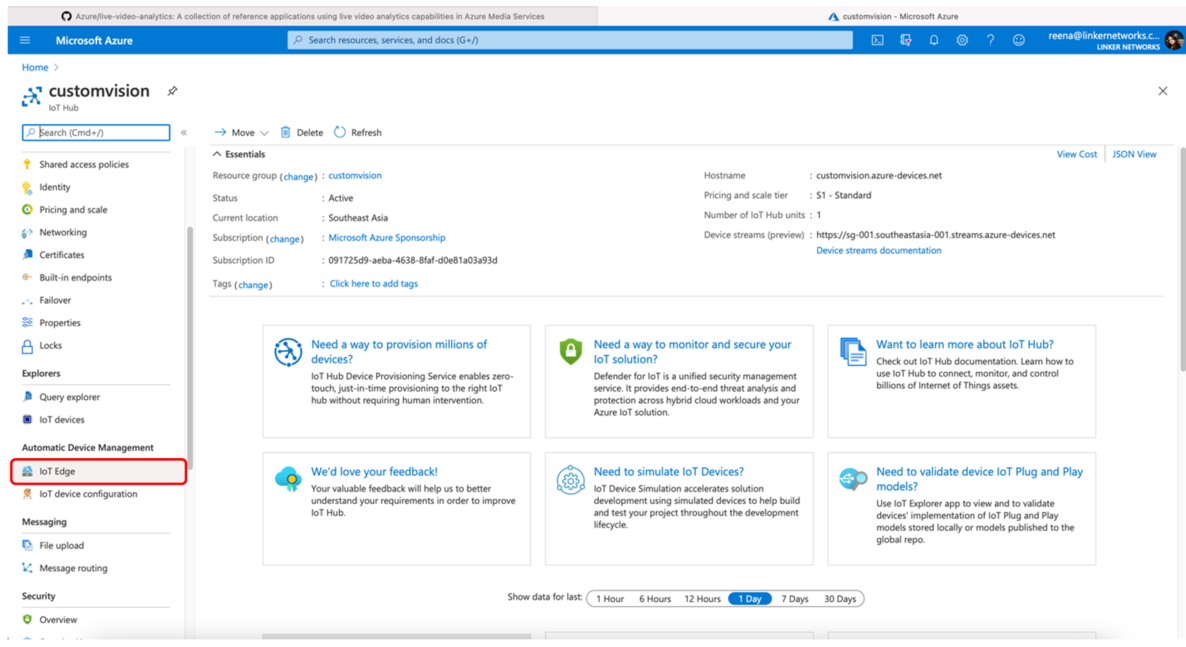 Azure/live-video-analytics: A collection of reference applications using live video analytics capabilities in Azure Media Services
customvision - Microsoft Azure
Microsoft Azure
Search resources, services, and docs (G+/)
reena@linkernetworks.c...
LINKER NETWORKS
Home >
customvision
IoT Hub
Search (Cmd+/)
«
Move
Delete
Refresh
Shared access policies
Identity
Pricing and scale
Networking
Certificates
Built-in endpoints
Failover
Properties
Locks
Explorers
Query explorer
IoT devices
Automatic Device Management
IoT Edge
IoT device configuration
Messaging
File upload
Message routing
Security
Overview
Essentials
View Cost
JSON View
Resource group (change) : customvision
Status : Active
Current location : Southeast Asia
Subscription (change) : Microsoft Azure Sponsorship
Subscription ID : 091725d9-aeba-4638-8faf-d0e81a03a93d
Tags (change) : Click here to add tags
Hostname : customvision.azure-devices.net
Pricing and scale tier : S1 - Standard
Number of IoT Hub units : 1
Device streams (preview) : https://sg-001.southeastasia-001.streams.azure-devices.net
Device streams documentation
Need a way to provision millions of
devices?
IoT Hub Device Provisioning Service enables zero-
touch, just-in-time provisioning to the right IoT
hub without requiring human intervention.
Need a way to monitor and secure your
IoT solution?
Defender for IoT is a unified security management
service. It provides end-to-end threat analysis and
protection across hybrid cloud workloads and your
Azure IoT solution.
Want to learn more about IoT Hub?
Check out IoT Hub documentation. Learn how to
use IoT Hub to connect, monitor, and control
billions of Internet of Things assets.
We'd love your feedback!
Your valuable feedback will help us to better
understand your requirements in order to improve
IoT Hub.
Need to simulate IoT Devices?
IoT Device Simulation accelerates solution
development using simulated devices to help build
and test your project throughout the development
lifecycle.
Need to validate device IoT Plug and Play
models?
Use IoT Explorer app to view and to validate
devices' implementation of IoT Plug and Play
models stored locally or models published to the
global repo.
Show data for last: 1 Hour 6 Hours 12 Hours 1 Day 7 Days 30 Days